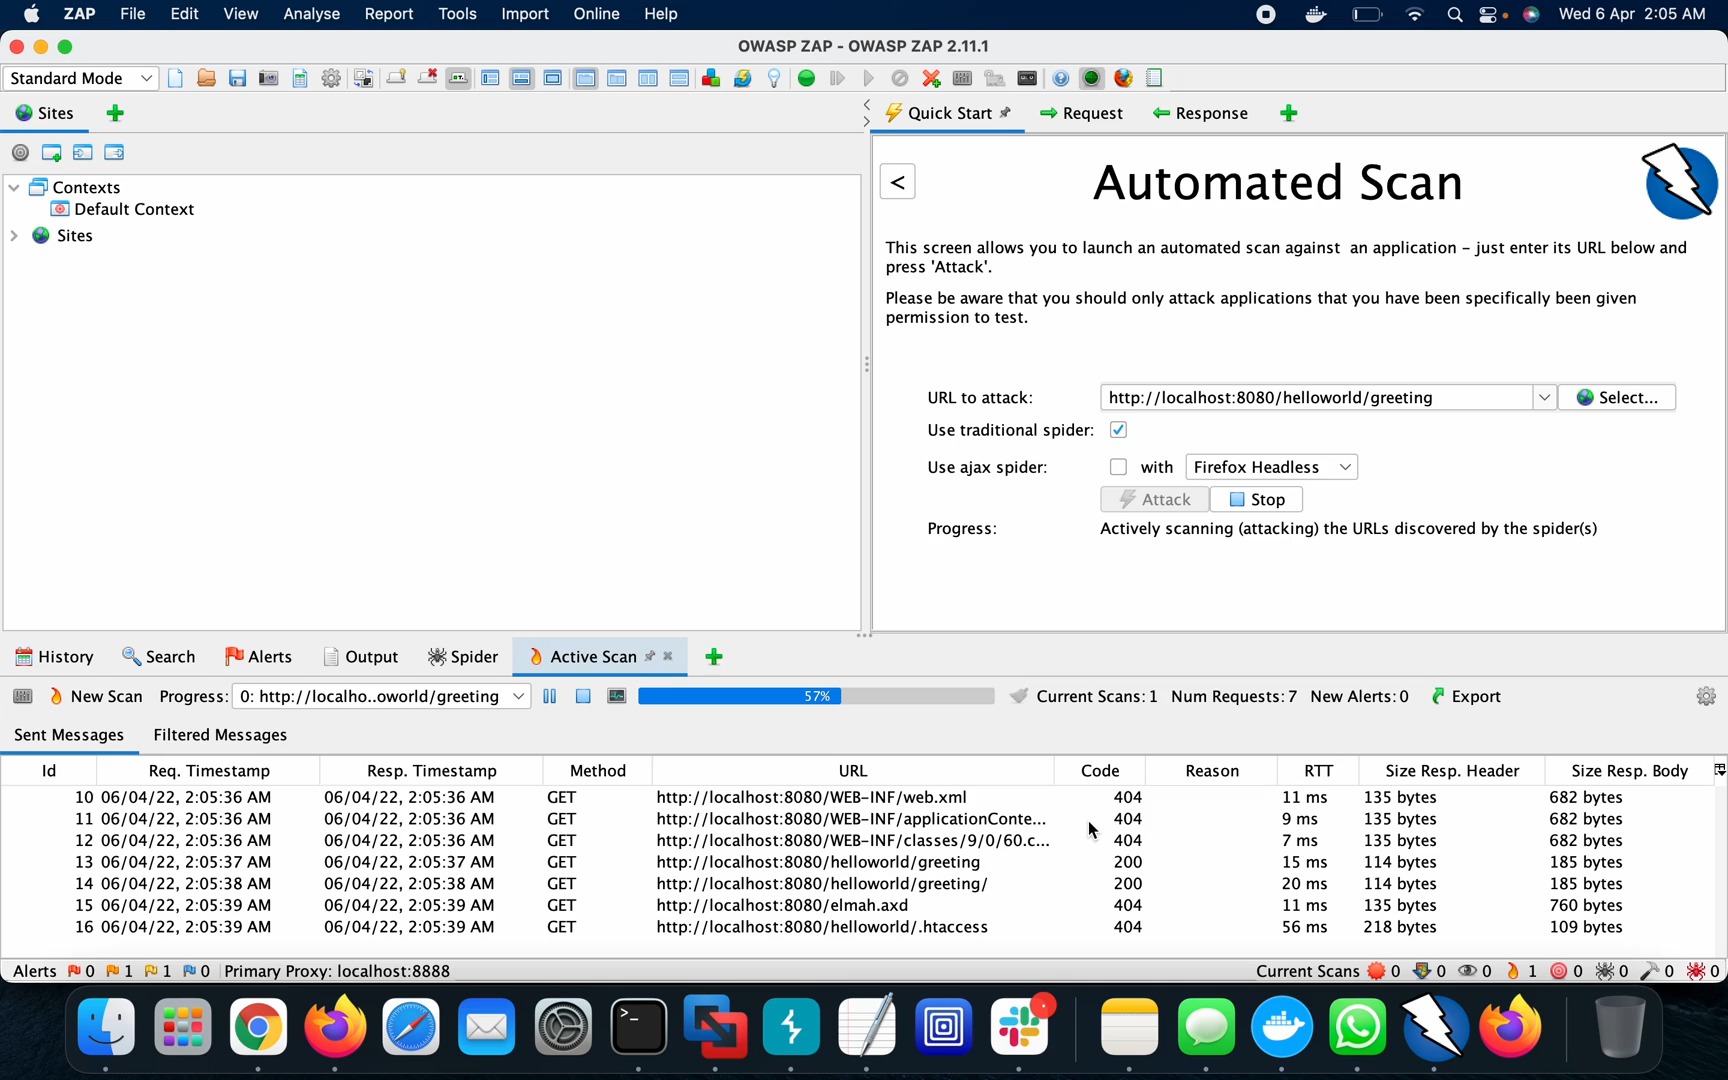 ZAP File Edit View Analyse Report Tools Import Online Help Wed 6 Apr 2:05 AM
OWASP ZAP - OWASP ZAP 2.11.1
Standard Mode
Sites
Quick Start Request Response
Contexts
Default Context
Sites
<
Automated Scan
This screen allows you to launch an automated scan against an application – just enter its URL below and
press 'Attack'.
Please be aware that you should only attack applications that you have been specifically been given
permission to test.
URL to attack: http://localhost:8080/helloworld/greeting Select...
Use traditional spider:
Use ajax spider: with Firefox Headless
Attack Stop
Progress: Actively scanning (attacking) the URLs discovered by the spider(s)
History Search Alerts Output Spider Active Scan
New Scan Progress: 0: http://localho..oworld/greeting 57% Current Scans: 1 Num Requests: 7 New Alerts: 0 Export
Sent Messages Filtered Messages
Id Req. Timestamp Resp. Timestamp Method URL Code Reason RTT Size Resp. Header Size Resp. Body
10 06/04/22, 2:05:36 AM 06/04/22, 2:05:36 AM GET http://localhost:8080/WEB-INF/web.xml 404 11 ms 135 bytes 682 bytes
11 06/04/22, 2:05:36 AM 06/04/22, 2:05:36 AM GET http://localhost:8080/WEB-INF/applicationConte... 404 9 ms 135 bytes 682 bytes
12 06/04/22, 2:05:36 AM 06/04/22, 2:05:36 AM GET http://localhost:8080/WEB-INF/classes/9/0/60.c... 404 7 ms 135 bytes 682 bytes
13 06/04/22, 2:05:37 AM 06/04/22, 2:05:37 AM GET http://localhost:8080/helloworld/greeting 200 15 ms 114 bytes 185 bytes
14 06/04/22, 2:05:38 AM 06/04/22, 2:05:38 AM GET http://localhost:8080/helloworld/greeting/ 200 20 ms 114 bytes 185 bytes
15 06/04/22, 2:05:39 AM 06/04/22, 2:05:39 AM GET http://localhost:8080/elmah.axd 404 11 ms 135 bytes 760 bytes
16 06/04/22, 2:05:39 AM 06/04/22, 2:05:39 AM GET http://localhost:8080/helloworld/.htaccess 404 56 ms 218 bytes 109 bytes
Alerts 0 1 1 0 Primary Proxy: localhost:8888 Current Scans 0 0 0 1 0 0 0 0